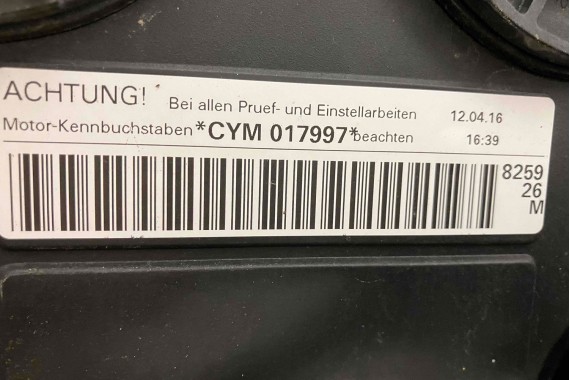 ACHTUNG! Bei allen Pruef- und Einstellarbeiten 12.04.16
Motor-Kennbuchstaben *CYM 017997* beachten 16:39
8259
26
M